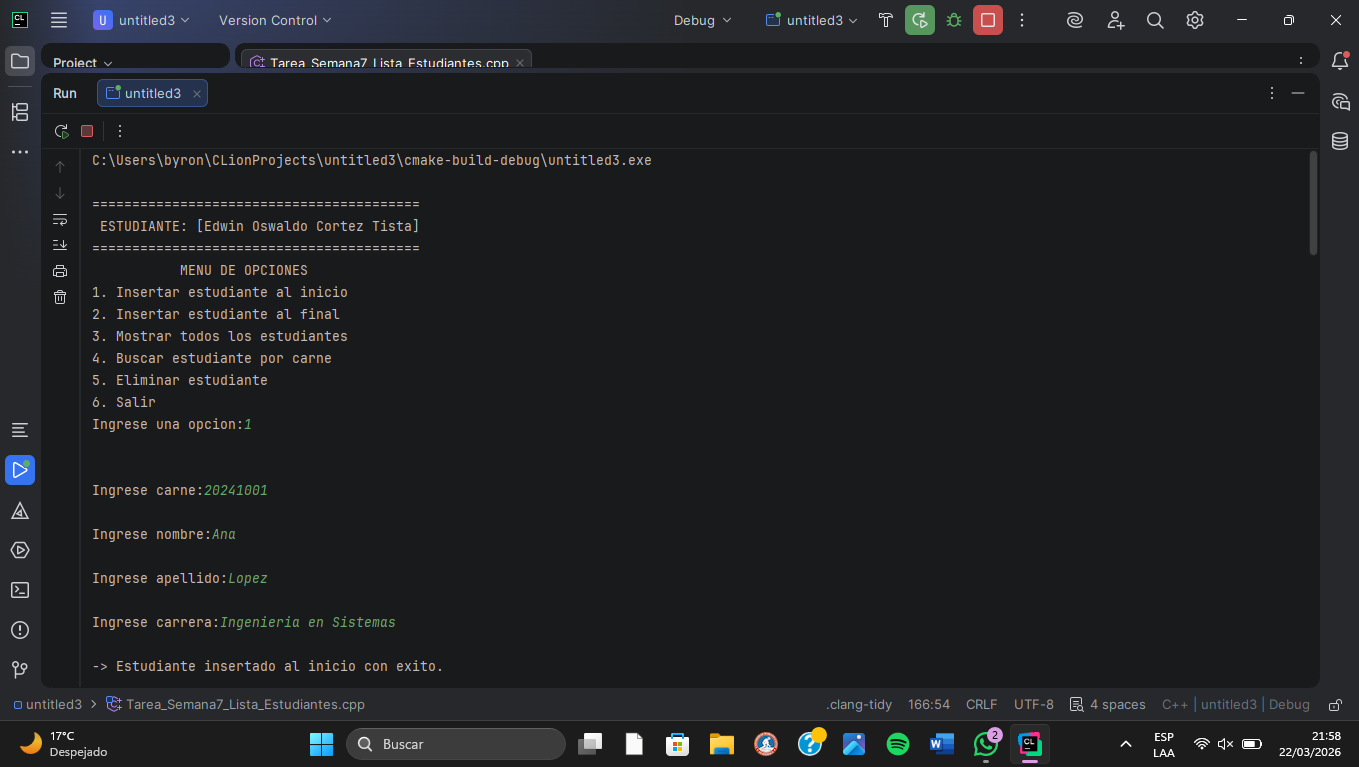 CL
U untitled3
Version Control
Debug
untitled3
Project
Tarea_Semana7_Lista_Estudiantes.cpp
Run
untitled3
C:\Users\byron\CLionProjects\untitled3\cmake-build-debug\untitled3.exe
=========================================
ESTUDIANTE: [Edwin Oswaldo Cortez Tista]
=========================================
MENU DE OPCIONES
1. Insertar estudiante al inicio
2. Insertar estudiante al final
3. Mostrar todos los estudiantes
4. Buscar estudiante por carne
5. Eliminar estudiante
6. Salir
Ingrese una opcion:1
Ingrese carne:20241001
Ingrese nombre:Ana
Ingrese apellido:Lopez
Ingrese carrera:Ingenieria en Sistemas
-> Estudiante insertado al inicio con exito.
untitled3 > Tarea_Semana7_Lista_Estudiantes.cpp
.clang-tidy 166:54 CRLF UTF-8 4 spaces C++ | untitled3 | Debug
17°C
Despejado
Buscar
W
2
CL
ESP
LAA
21:58
22/03/2026